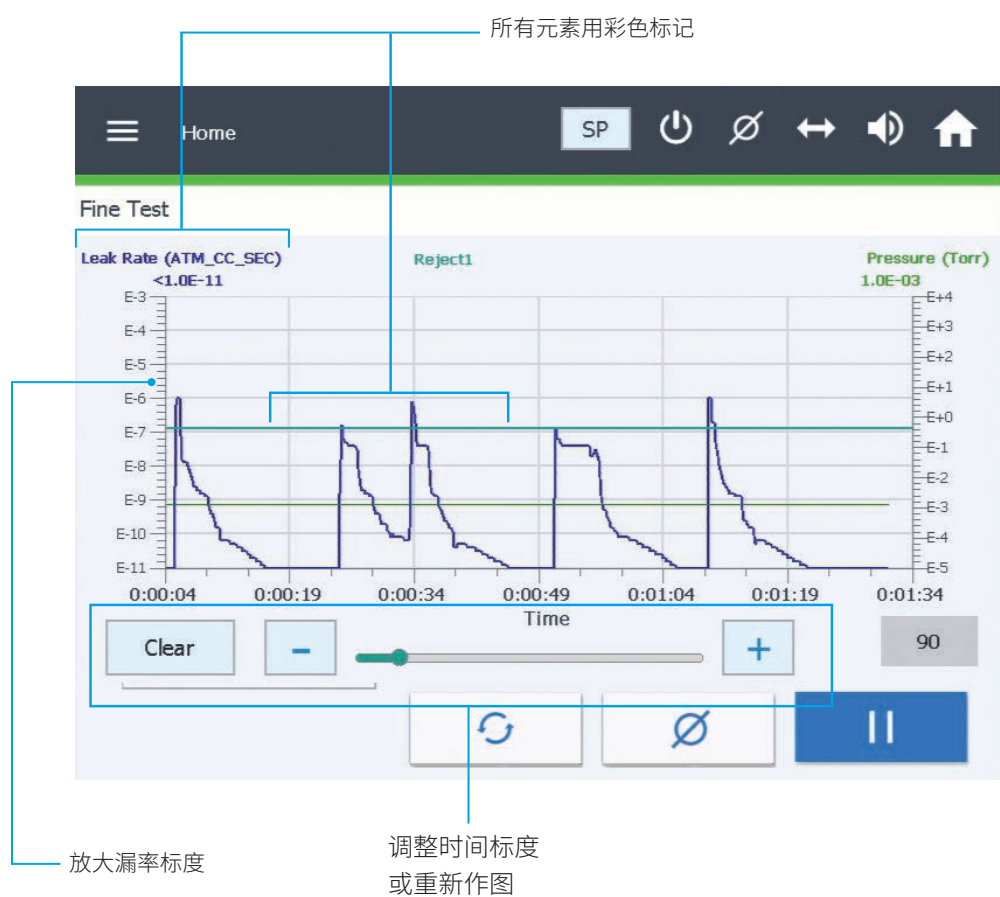 所有元素用彩色标记
Home
SP
Fine Test
Leak Rate (ATM_CC_SEC)
<1.0E-11
Reject1
Pressure (Torr)
1.0E-03
E-3
E-4
E-5
E-6
E-7
E-8
E-9
E-10
E-11
E+4
E+3
E+2
E+1
E+0
E-1
E-2
E-3
E-4
E-5
0:00:04 0:00:19 0:00:34 0:00:49 0:01:04 0:01:19 0:01:34
Time
Clear
-
+
90
放大漏率标度
调整时间标度
或重新作图